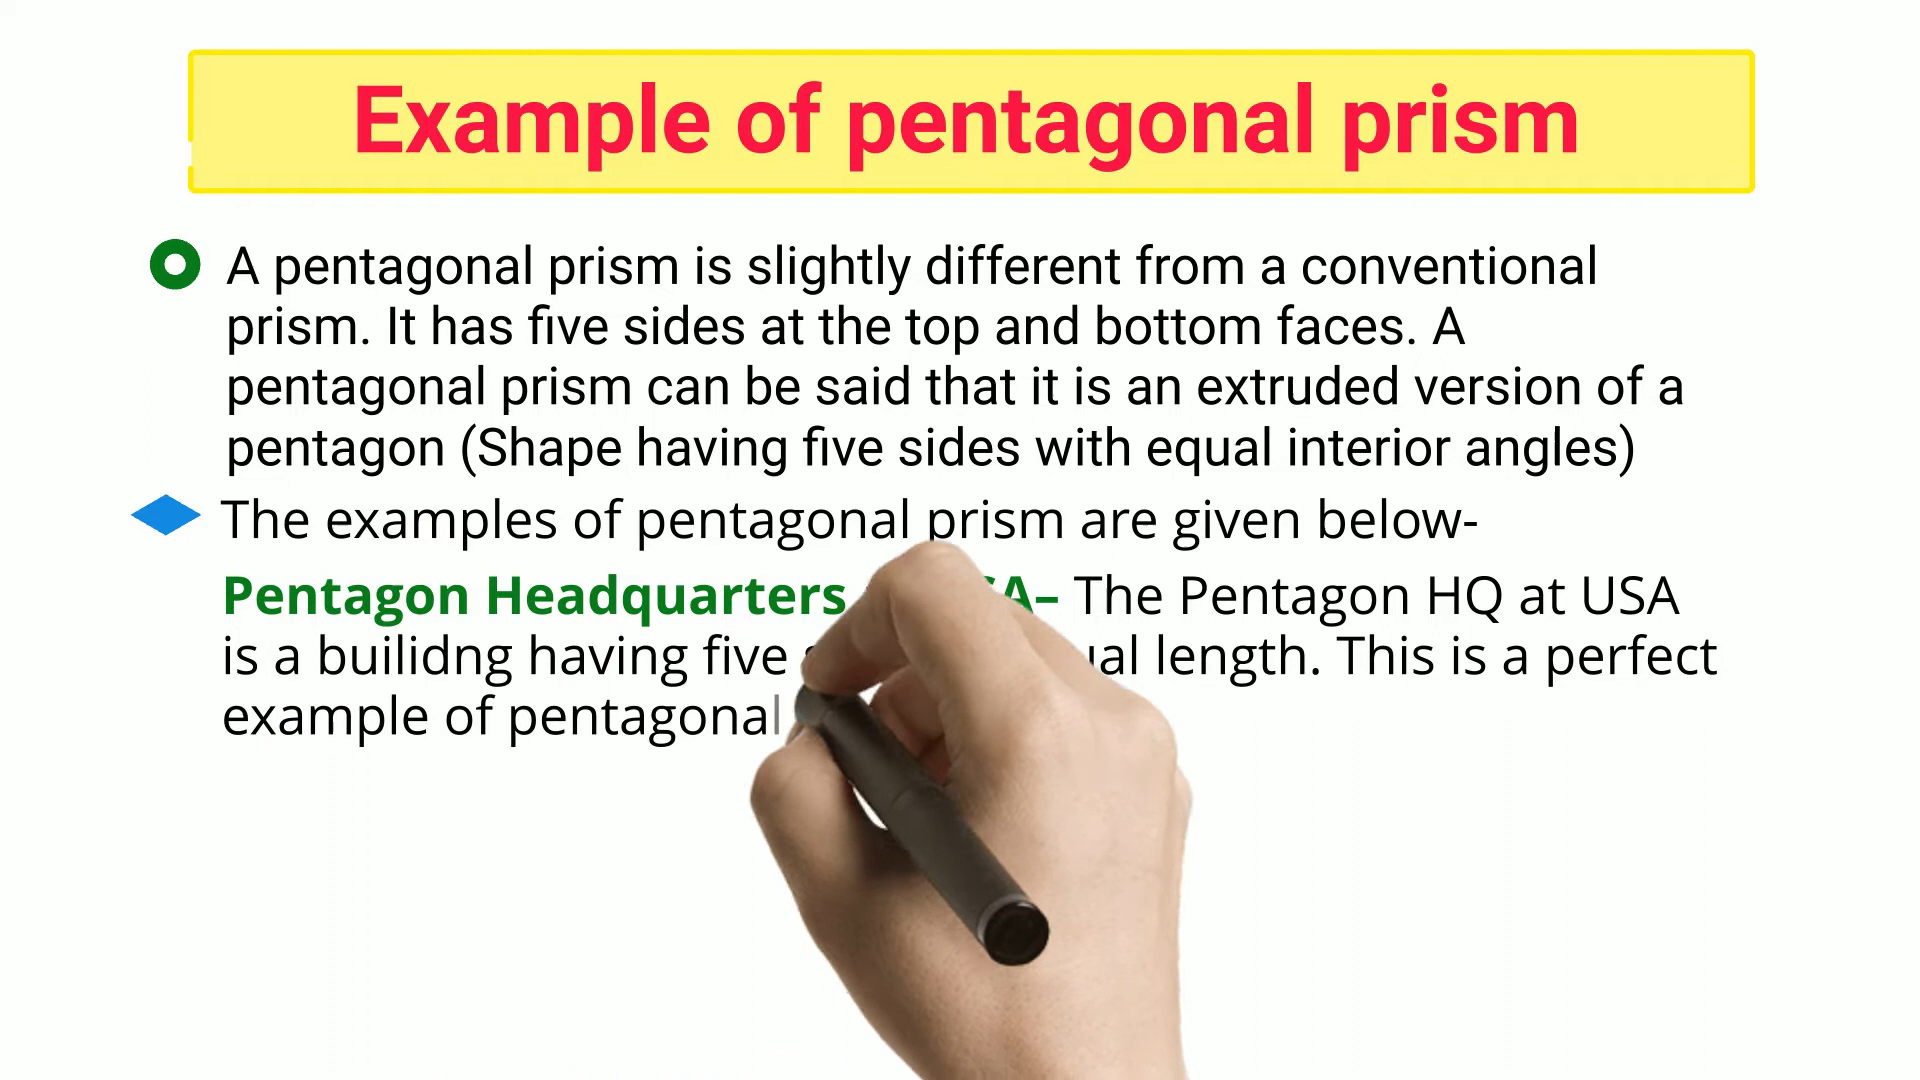 Example of pentagonal prism
A pentagonal prism is slightly different from a conventional
prism. It has five sides at the top and bottom faces. A
pentagonal prism can be said that it is an extruded version of a
pentagon (Shape having five sides with equal interior angles)
The examples of pentagonal prism are given below-
Pentagon Headquarters – The Pentagon HQ at USA
is a builidng having five length. This is a perfect
example of pentagonal